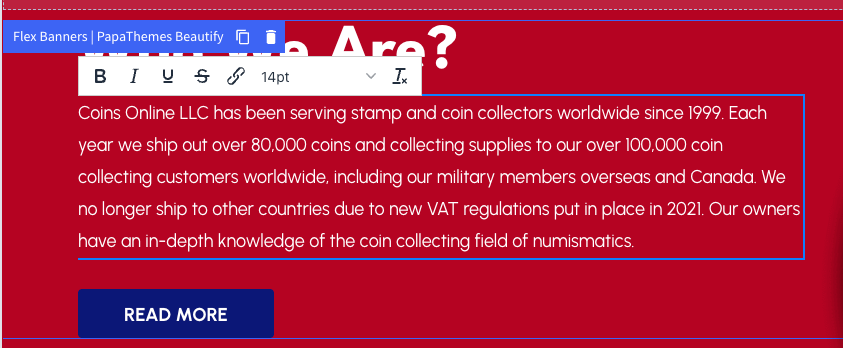 Flex Banners | PapaThemes Beautify
We Are?
B I U S 14pt Tx
Coins Online LLC has been serving stamp and coin collectors worldwide since 1999. Each
year we ship out over 80,000 coins and collecting supplies to our over 100,000 coin
collecting customers worldwide, including our military members overseas and Canada. We
no longer ship to other countries due to new VAT regulations put in place in 2021. Our owners
have an in-depth knowledge of the coin collecting field of numismatics.
READ MORE